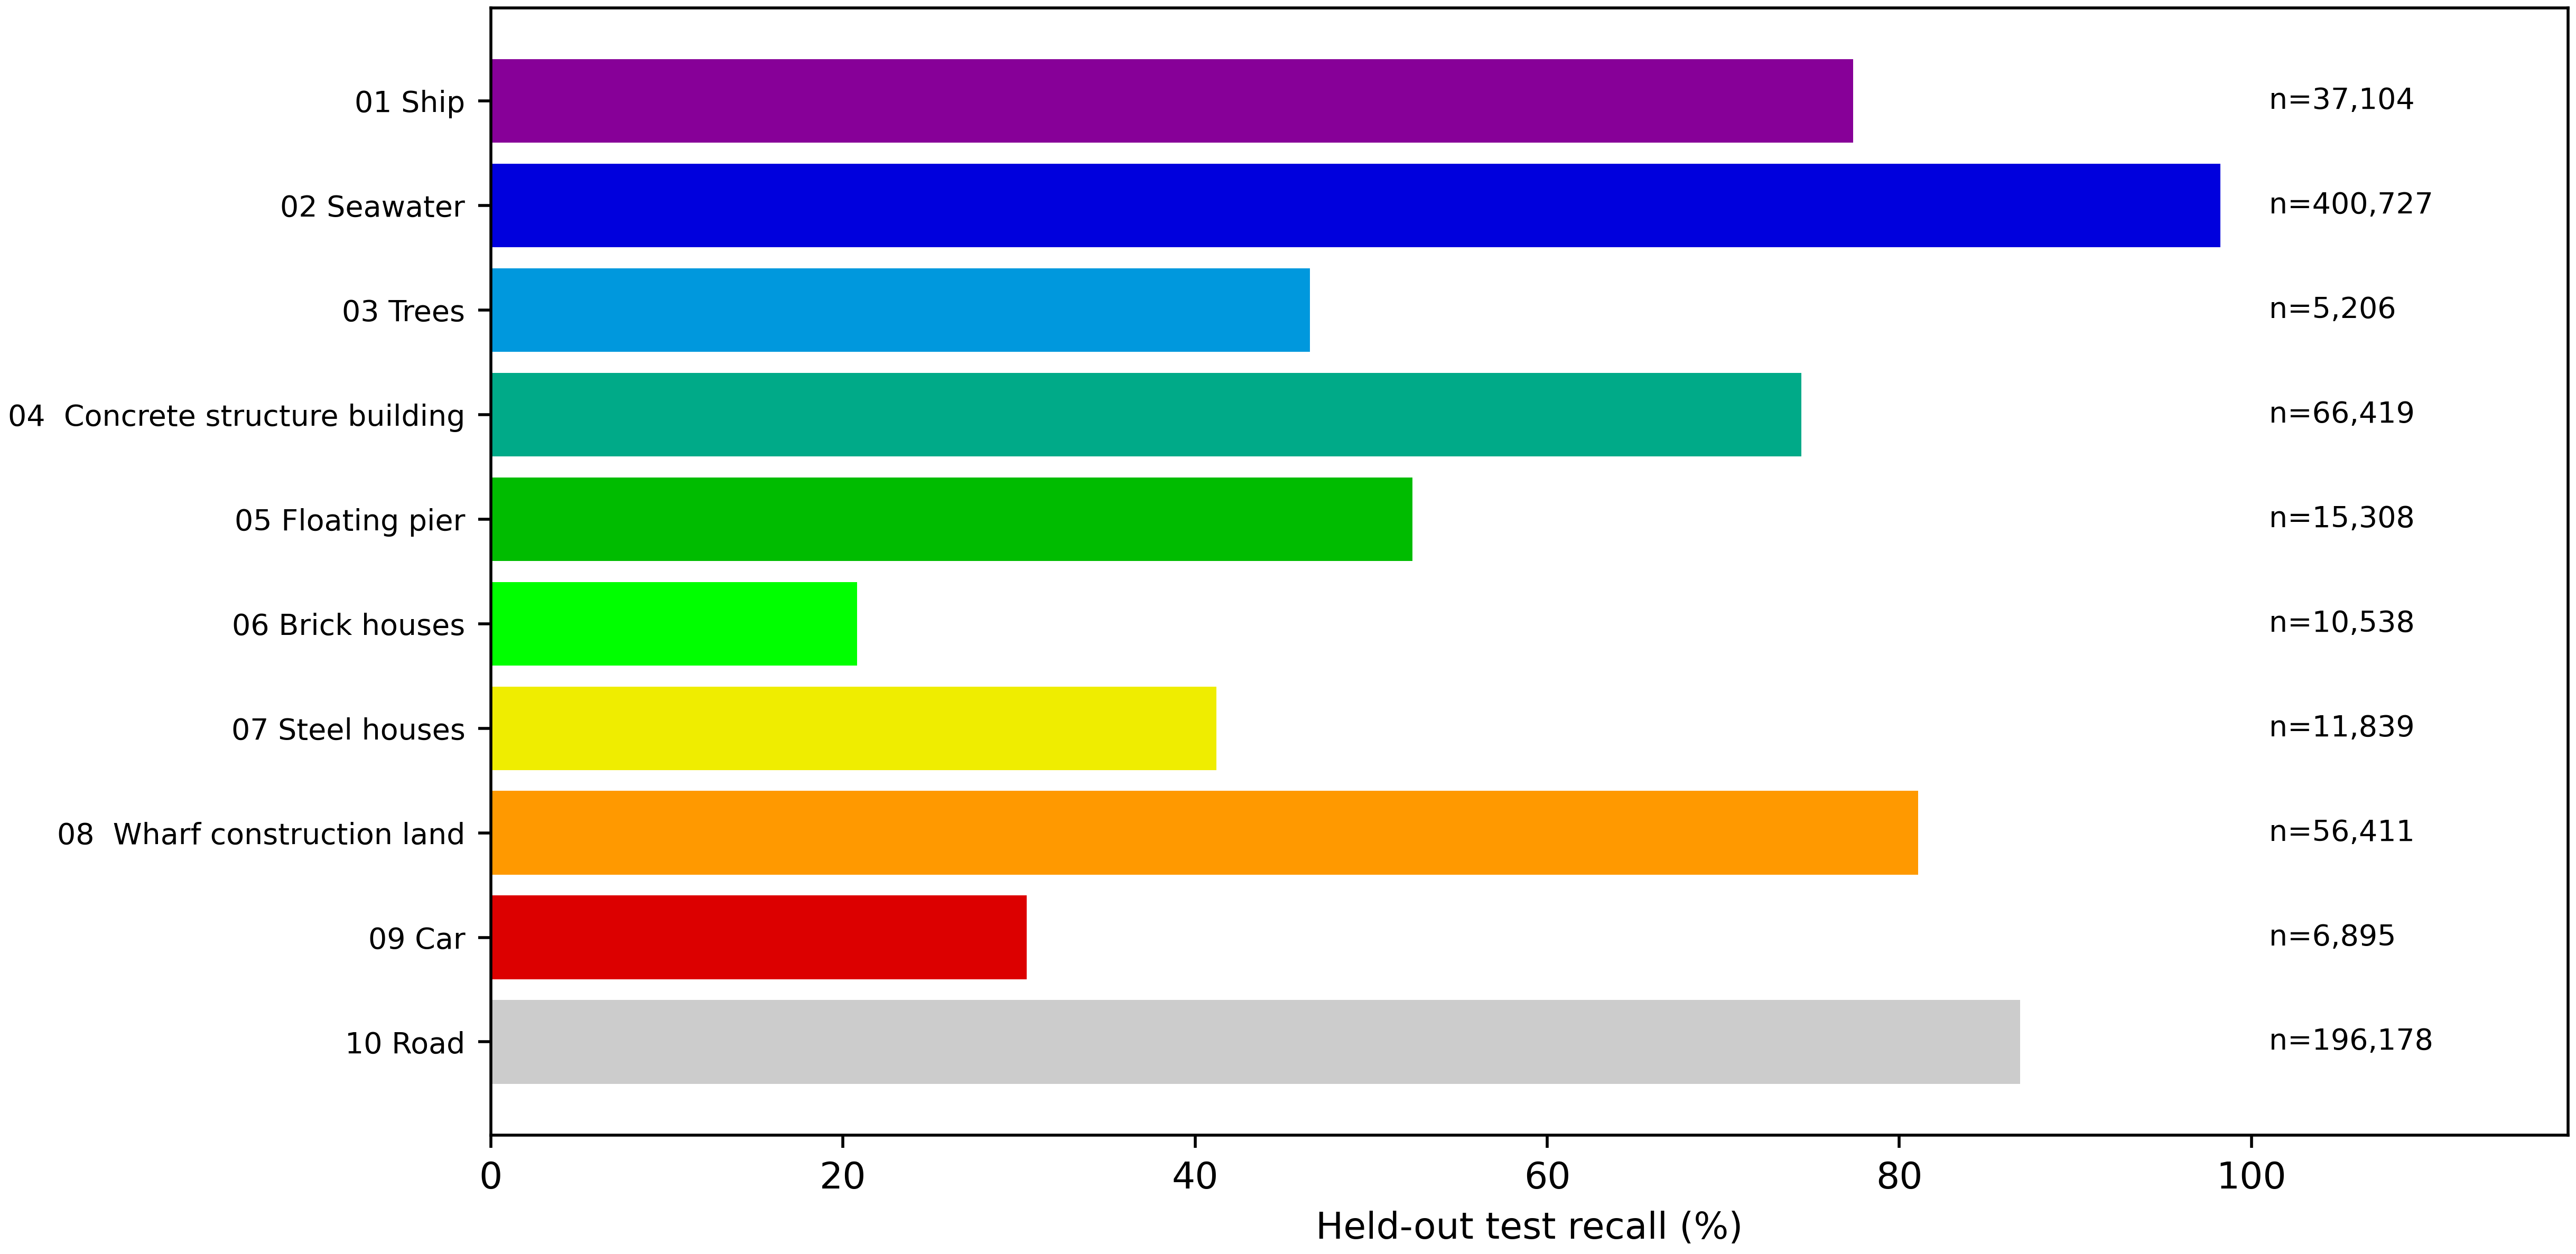 01 Ship n=37,104
02 Seawater n=400,727
03 Trees n=5,206
04  Concrete structure building n=66,419
05 Floating pier n=15,308
06 Brick houses n=10,538
07 Steel houses n=11,839
08  Wharf construction land n=56,411
09 Car n=6,895
10 Road n=196,178
0 20 40 60 80 100
Held-out test recall (%)